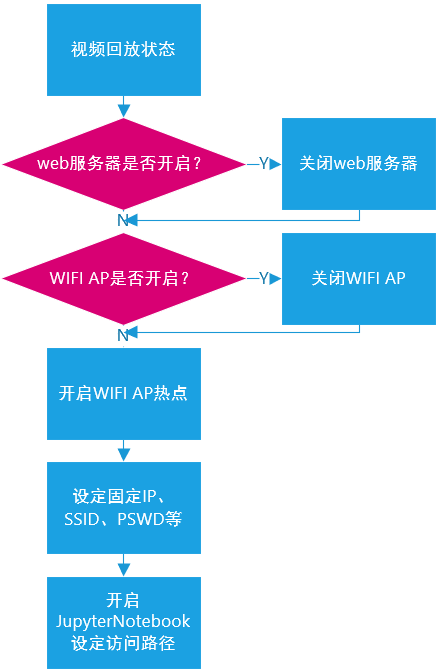 视频回放状态
web服务器是否开启？
Y
关闭web服务器
N
WIFI AP是否开启？
Y
关闭WIFI AP
N
开启WIFI AP热点
设定固定IP、
SSID、PSWD等
开启
JupyterNotebook
设定访问路径